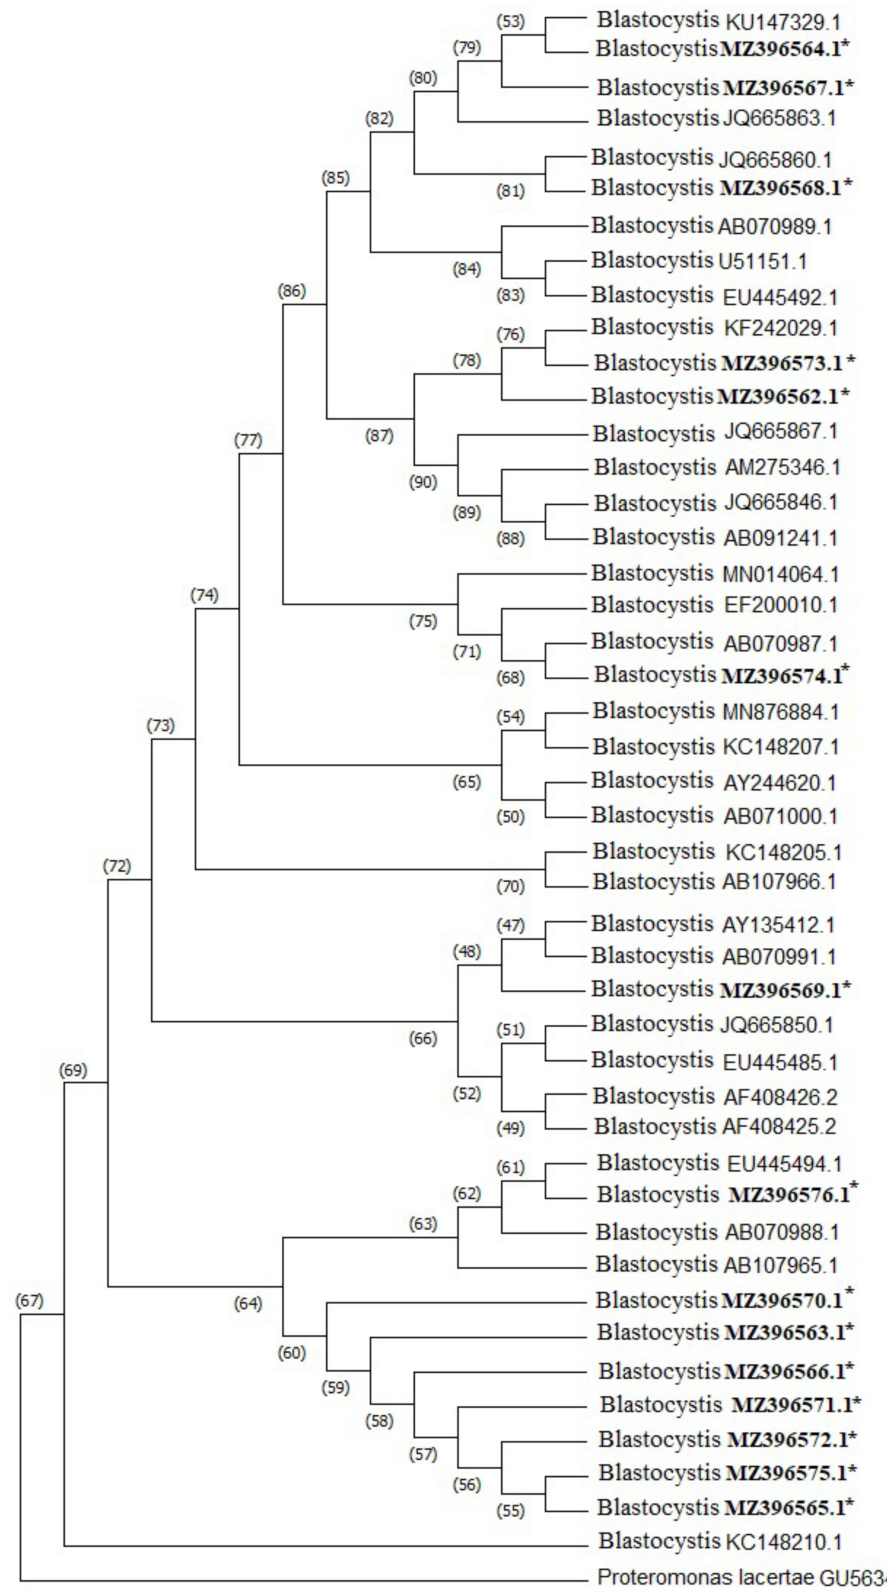 (53)
Blastocystis KU147329.1
Blastocystis MZ396564.1*
(79)
Blastocystis MZ396567.1*
(80)
Blastocystis JQ665863.1
(82)
Blastocystis JQ665860.1
(81)
Blastocystis MZ396568.1*
(85)
Blastocystis AB070989.1
(84)
Blastocystis U51151.1
(83)
Blastocystis EU445492.1
(86)
Blastocystis KF242029.1
(76)
Blastocystis MZ396573.1*
(78)
Blastocystis MZ396562.1*
(87)
Blastocystis JQ665867.1
(77)
Blastocystis AM275346.1
(90)
Blastocystis JQ665846.1
(89)
Blastocystis AB091241.1
(88)
Blastocystis MN014064.1
(74)
Blastocystis EF200010.1
(75)
Blastocystis AB070987.1
(71)
Blastocystis MZ396574.1*
(68)
Blastocystis MN876884.1
(54)
(73)
Blastocystis KC148207.1
Blastocystis AY244620.1
(65)
Blastocystis AB071000.1
(50)
Blastocystis KC148205.1
(72)
Blastocystis AB107966.1
(70)
Blastocystis AY135412.1
(47)
Blastocystis AB070991.1
(48)
Blastocystis MZ396569.1*
Blastocystis JQ665850.1
(51)
(66)
Blastocystis EU445485.1
(69)
Blastocystis AF408426.2
(52)
Blastocystis AF408425.2
(49)
Blastocystis EU445494.1
(61)
Blastocystis MZ396576.1*
(62)
Blastocystis AB070988.1
(63)
Blastocystis AB107965.1
Blastocystis MZ396570.1*
(67)
(64)
Blastocystis MZ396563.1*
(60)
Blastocystis MZ396566.1*
(59)
Blastocystis MZ396571.1*
(58)
Blastocystis MZ396572.1*
(57)
Blastocystis MZ396575.1*
(56)
Blastocystis MZ396565.1*
(55)
Blastocystis KC148210.1
Proteromonas lacertae